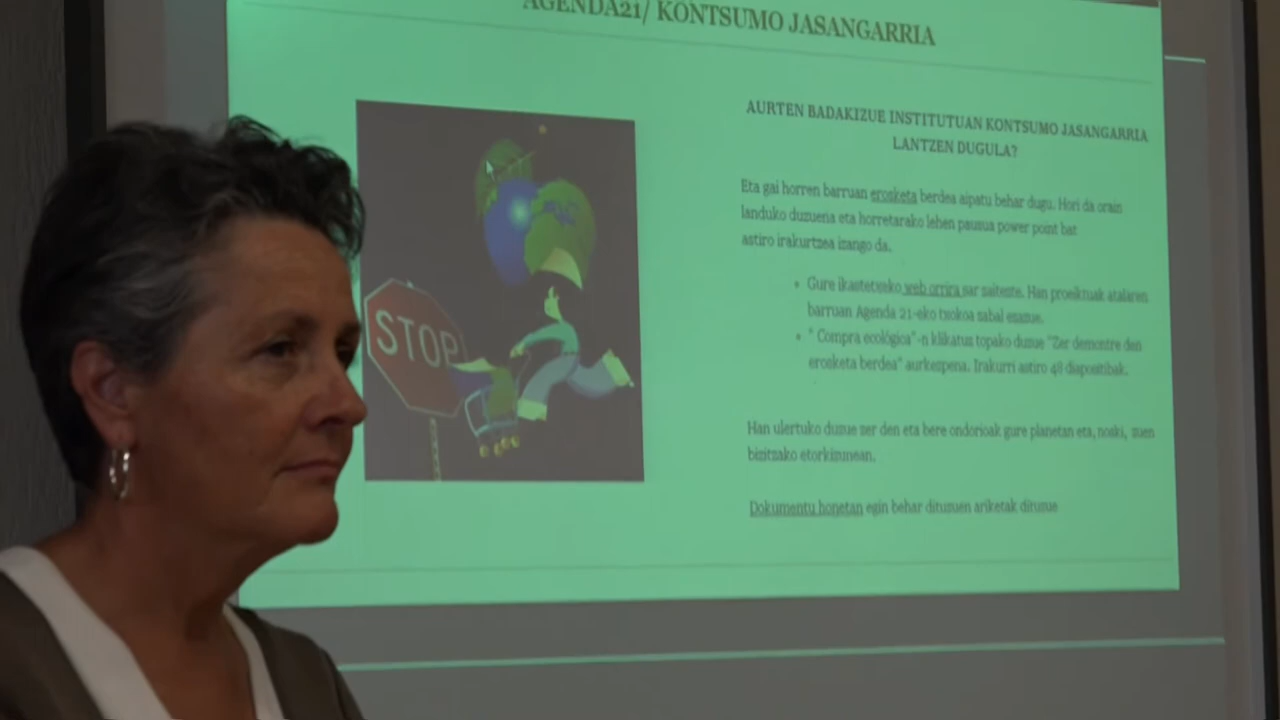 AGENDA21/ KONTSUMO JASANGARRIA
STOP
AURTEN BADAKIZUE INSTITUTUAN KONTSUMO JASANGARRIA
LANTZEN DUGULA?
Eta gai horren barruan erosketa berdea aipatu behar dugu. Hori da orain
landuko duzuena eta horretarako lehen pausua power point bat
astiro irakurtzea izango da.
Gure ikastetxeko web orrira sar zaitezte. Han proiektuak atalaren
barruan Agenda 21-eko txokoa zabal ezazue.
" Compra ecológica"-n klikatuz topako duzue "Zer demontre den
erosketa berdea" aurkezpena. Irakurri astiro 48 diapositibak.
Han ulertuko duzue zer den eta bere ondorioak gure planetan eta, noski, zuen
bizitzako etorkizunean.
Dokumentu honetan egin behar dituzuen ariketak dituzue